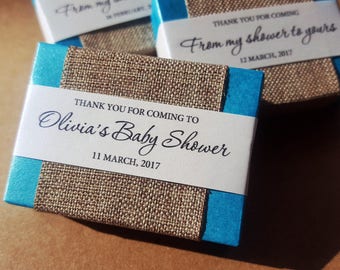 THANK YOU FOR COMING
From my shower to yours
12 MARCH, 2017
THANK YOU FOR COMING TO
Olivia's Baby Shower
11 MARCH, 2017